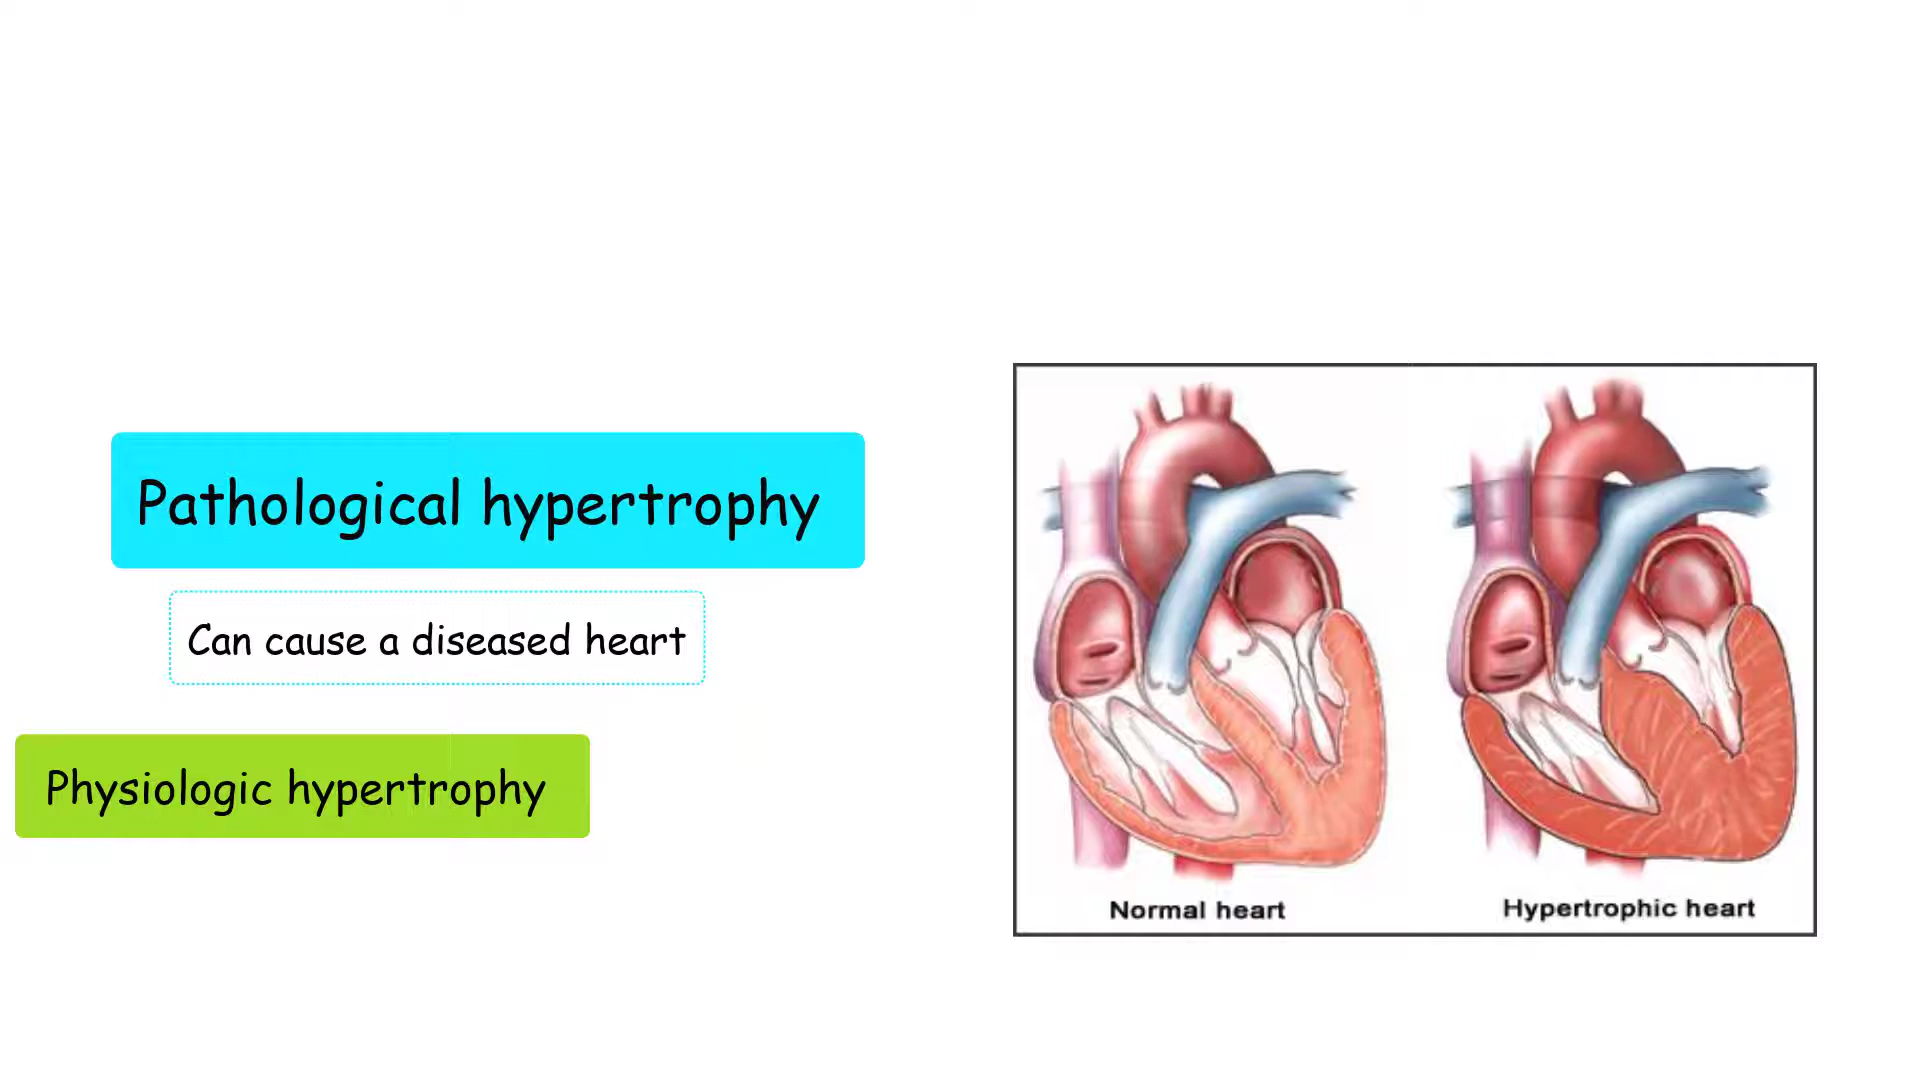 Pathological hypertrophy
Can cause a diseased heart
Physiologic hypertrophy
Normal heart
Hypertrophic heart